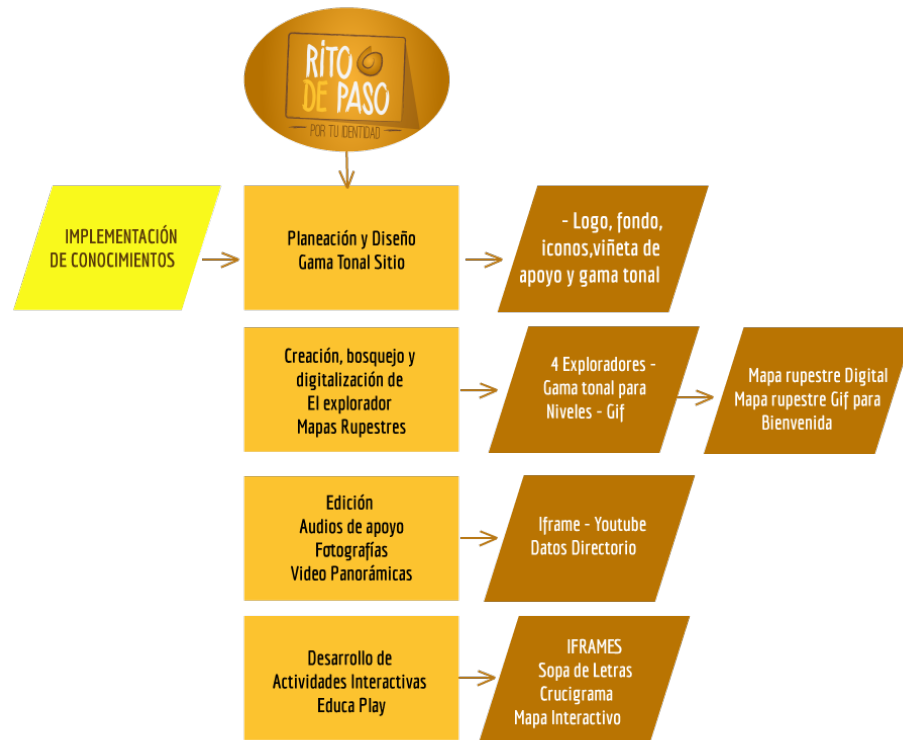 RITO
DE PASO
POR TU IDENTIDAD
IMPLEMENTACIÓN
DE CONOCIMIENTOS
Planeación y Diseño
Gama Tonal Sitio
- Logo, fondo,
iconos,viñeta de
apoyo y gama tonal
Creación, bosquejo y
digitalización de
El explorador
Mapas Rupestres
4 Exploradores -
Gama tonal para
Niveles - Gif
Mapa rupestre Digital
Mapa rupestre Gif para
Bienvenida
Edición
Audios de apoyo
Fotografías
Video Panorámicas
Iframe - Youtube
Datos Directorio
Desarrollo de
Actividades Interactivas
Educa Play
IFRAMES
Sopa de Letras
Crucigrama
Mapa Interactivo